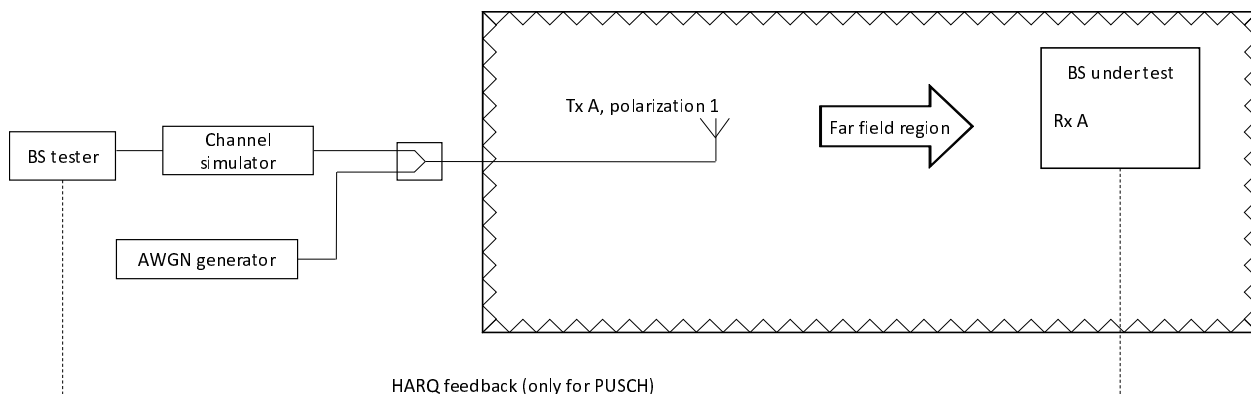 BS under test
Tx A, polarization 1
Rx A
Far field region
Channel
simulator
BS tester
AWGN generator
HARQ feedback (only for PUSCH)